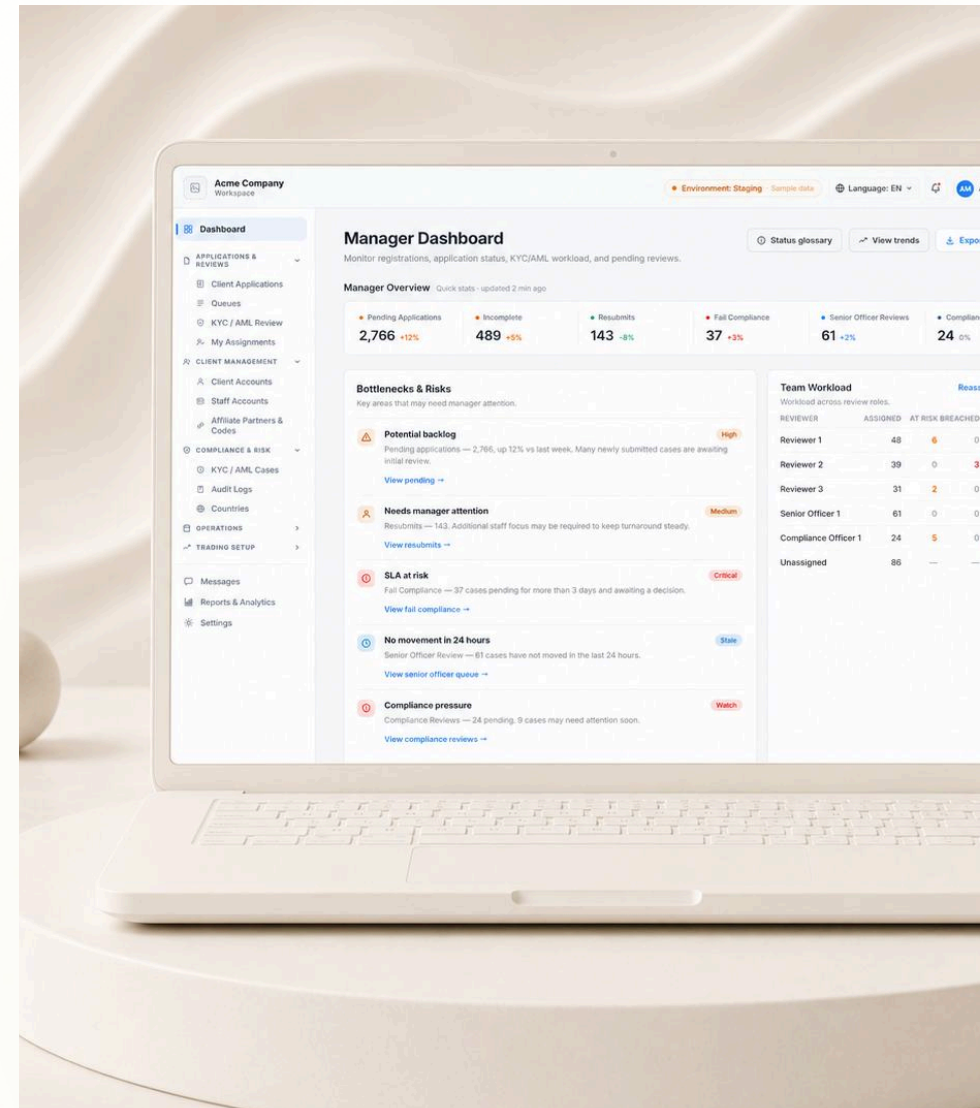 Acme Company
Workspace
Environment: Staging · Sample data
Language: EN
AM
Dashboard
APPLICATIONS &
REVIEWS
Client Applications
Queues
KYC / AML Review
My Assignments
CLIENT MANAGEMENT
Client Accounts
Staff Accounts
Affiliate Partners &
Codes
COMPLIANCE & RISK
KYC / AML Cases
Audit Logs
Countries
OPERATIONS
TRADING SETUP
Messages
Reports & Analytics
Settings
Manager Dashboard
Monitor registrations, application status, KYC/AML workload, and pending reviews.
Status glossary
View trends
Expo
Manager Overview Quick stats · updated 2 min ago
Pending Applications
2,766 +12%
Incomplete
489 +5%
Resubmits
143 -8%
Fail Compliance
37 +3%
Senior Officer Reviews
61 +2%
Complian
24 0%
Bottlenecks & Risks
Key areas that may need manager attention.
Potential backlog High
Pending applications — 2,766, up 12% vs last week. Many newly submitted cases are awaiting
initial review.
View pending →
Needs manager attention Medium
Resubmits — 143. Additional staff focus may be required to keep turnaround steady.
View resubmits →
SLA at risk Critical
Fail Compliance — 37 cases pending for more than 3 days and awaiting a decision.
View fail compliance →
No movement in 24 hours Stale
Senior Officer Review — 61 cases have not moved in the last 24 hours.
View senior officer queue →
Compliance pressure Watch
Compliance Reviews — 24 pending. 9 cases may need attention soon.
View compliance reviews →
Team Workload Reass
Workload across review roles.
REVIEWER ASSIGNED AT RISK BREACHED
Reviewer 1 48 6 0
Reviewer 2 39 0 3
Reviewer 3 31 2 0
Senior Officer 1 61 0 0
Compliance Officer 1 24 5 0
Unassigned 86 — —